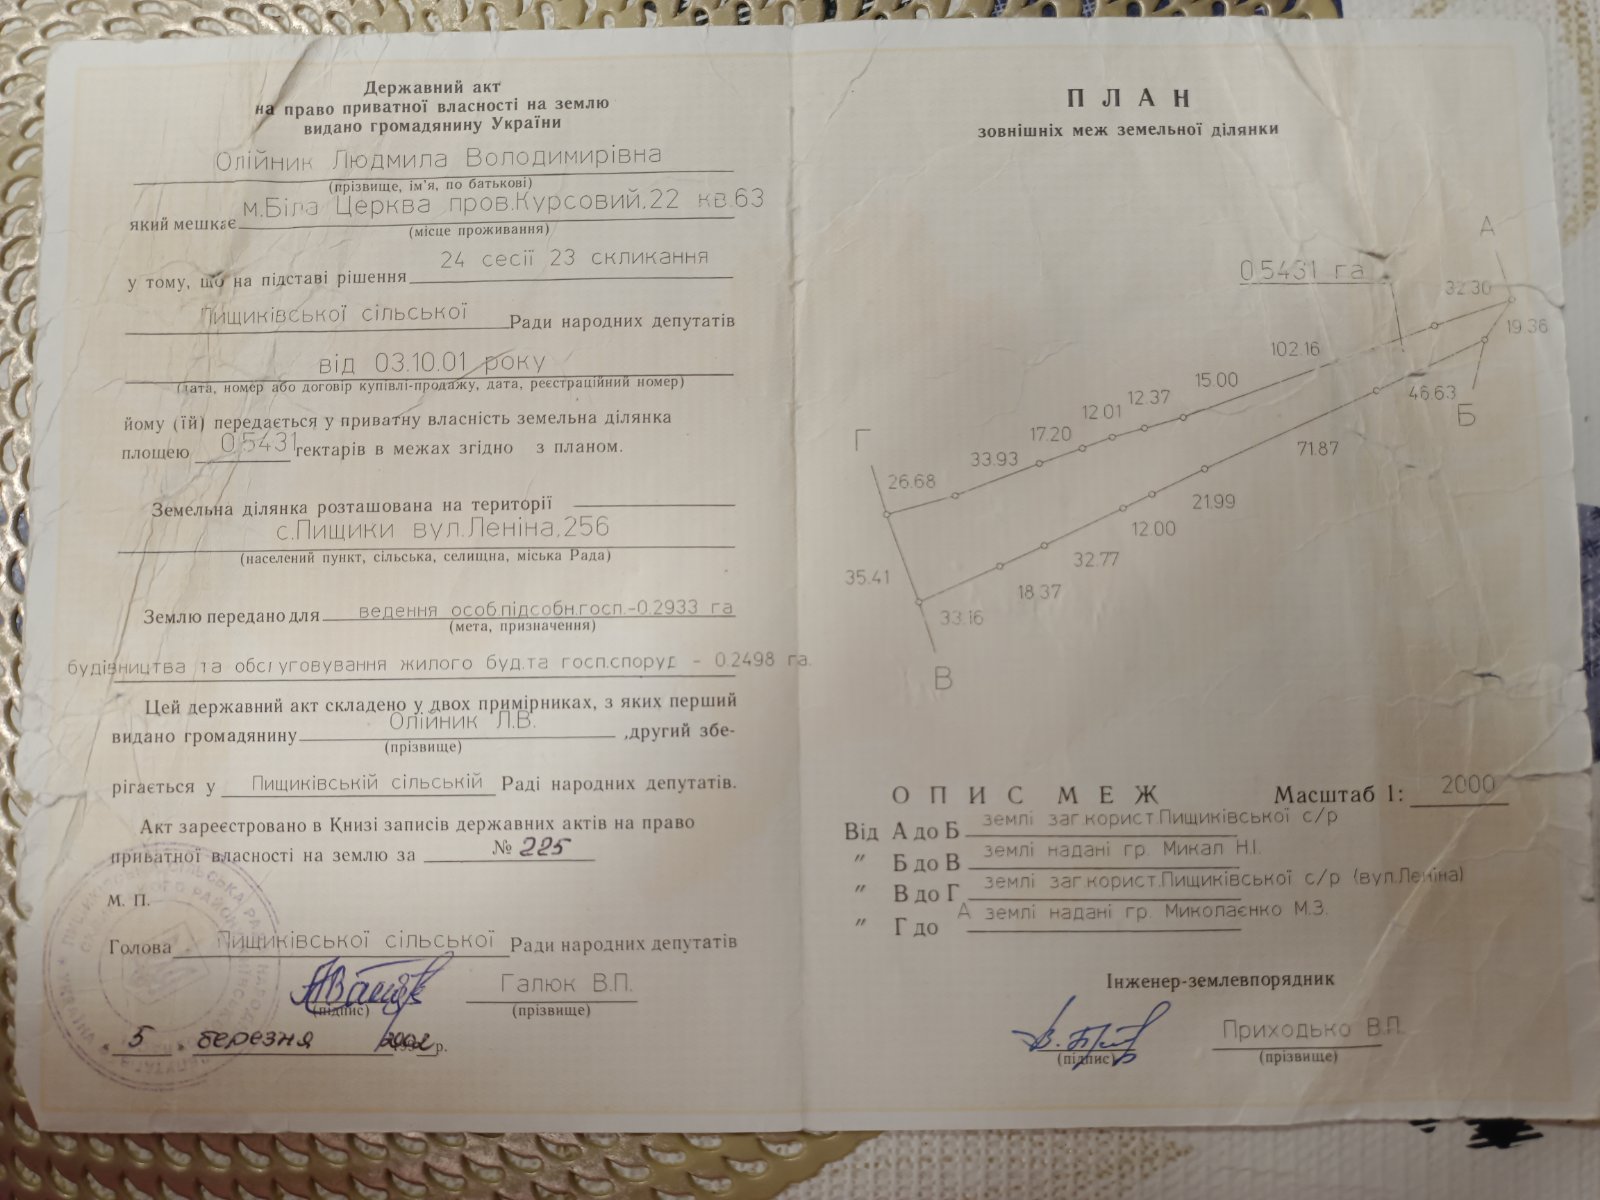 Державний акт
на право приватної власності на землю
видано громадянину України
Олійник Людмила Володимирівна
(прізвище, ім'я, по батькові)
який мешкає м.Біла Церква пров.Курсовий,22 кв.63
(місце проживання)
у тому, що на підставі рішення 24 сесії 23 скликання
Пищиківської сільської Ради народних депутатів
від 03.10.01 року
(дата, номер або договір купівлі-продажу, дата, реєстраційний номер)
йому (їй) передається у приватну власність земельна ділянка
площею 0.5431 гектарів в межах згідно з планом.
Земельна ділянка розташована на території
с.Пищики вул.Леніна,256
(населений пункт, сільська, селищна, міська Рада)
Землю передано для ведення особ.підсобн.госп.-0.2933 га
(мета, призначення)
будівництва та обслуговування жилого буд.та госп.споруд - 0.2498 га.
Цей державний акт складено у двох примірниках, з яких перший
видано громадянину Олійник Л.В. ,другий збе-
(прізвище)
рігається у Пищиківській сільській Раді народних депутатів.
Акт зареєстровано в Книзі записів державних актів на право
приватної власності на землю за № 225
М. П.
Голова Пищиківської сільської Ради народних депутатів
Галюк В.П.
(підпис) (прізвище)
5 березня 2002 р.
ПЛАН
зовнішніх меж земельної ділянки
А
0.5431 га
32.30
19.36
102.16
15.00
46.63
12.37
12.01
Б
17.20
Г
71.87
33.93
26.68
21.99
12.00
32.77
35.41
18.37
33.16
В
ОПИС МЕЖ Масштаб 1: 2000
Від А до Б землі заг.корист.Пищиківської с/р
" Б до В землі надані гр. Микал Н.І.
" В до Г землі заг.корист.Пищиківської с/р (вул.Леніна)
" Г до А землі надані гр. Миколаєнко М.З.
Інженер-землевпорядник
Приходько В.П.
(підпис) (прізвище)